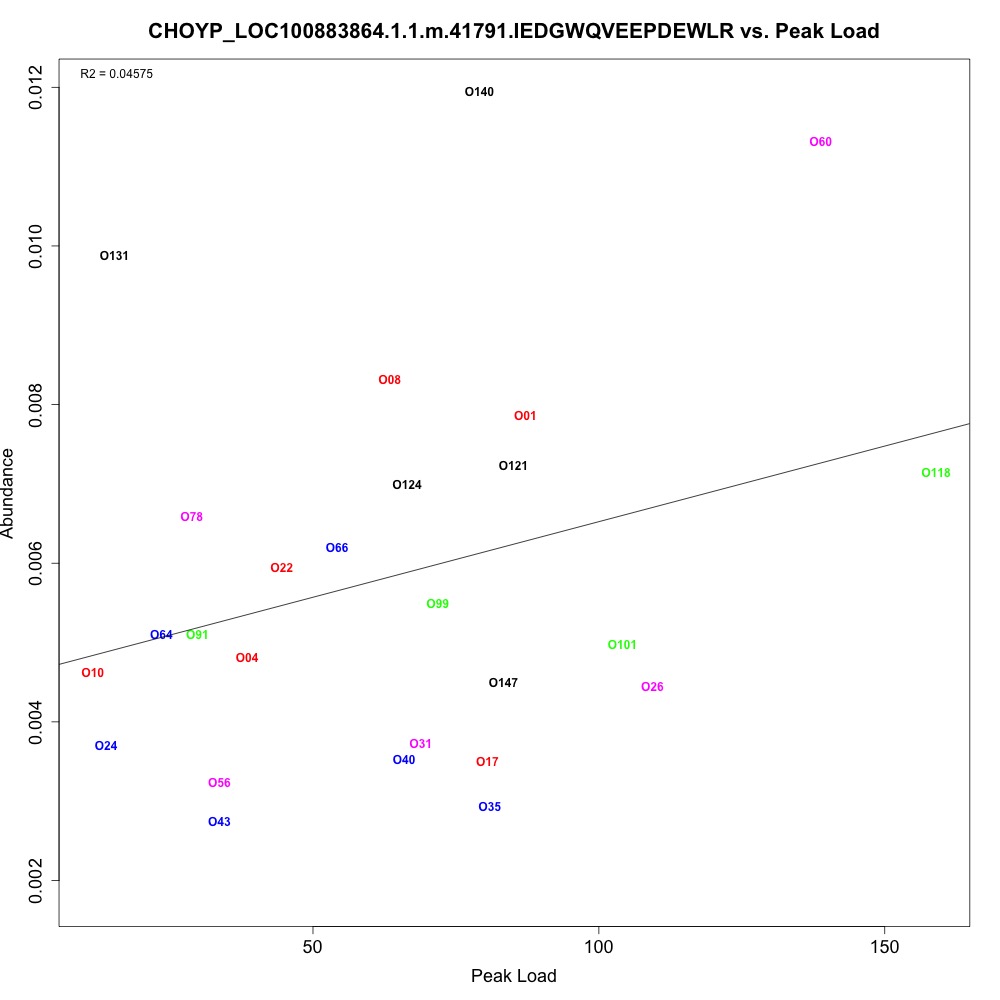 CHOYP_LOC100883864.1.1.m.41791.IEDGWQVEEPDEWLR vs. Peak Load
R2 = 0.04575
0.012
O140
O60
0.010
O131
0.008
O08
O01
O121
O118
O124
O78
O66
0.006
O22
O99
O64
O91
O101
O04
O10
O147
O26
0.004
O24
O31
O40
O17
O56
O35
O43
0.002
Abundance
50
100
150
Peak Load